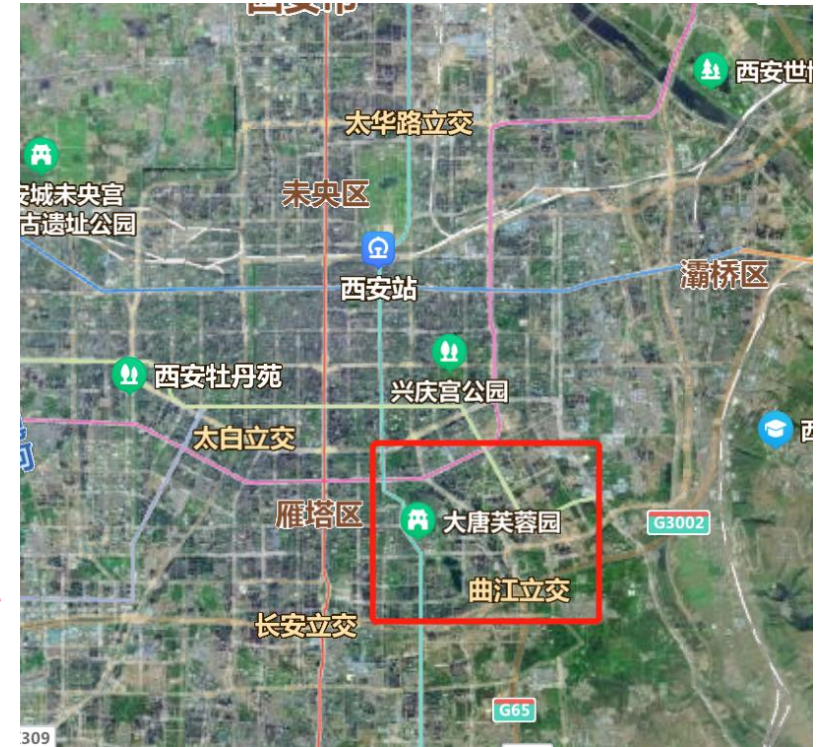 西安市
西安世
太华路立交
安城未央宫
古遗址公园
未央区
西安站
灞桥区
西安牡丹苑
兴庆宫公园
太白立交
西
雁塔区
大唐芙蓉园
G3002
曲江立交
长安立交
G65
309